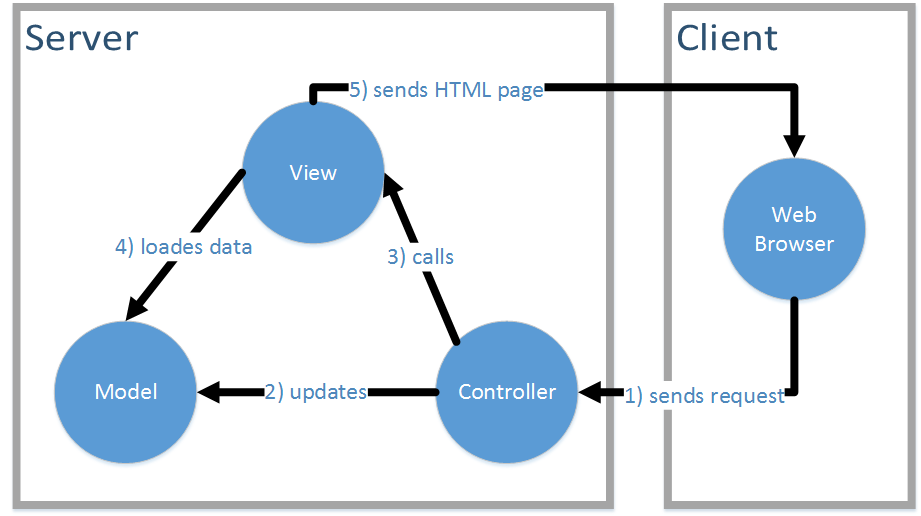 Server
Client
5) sends HTML page
View
Web
Browser
4) loades data
3) calls
Model
2) updates
Controller
1) sends request